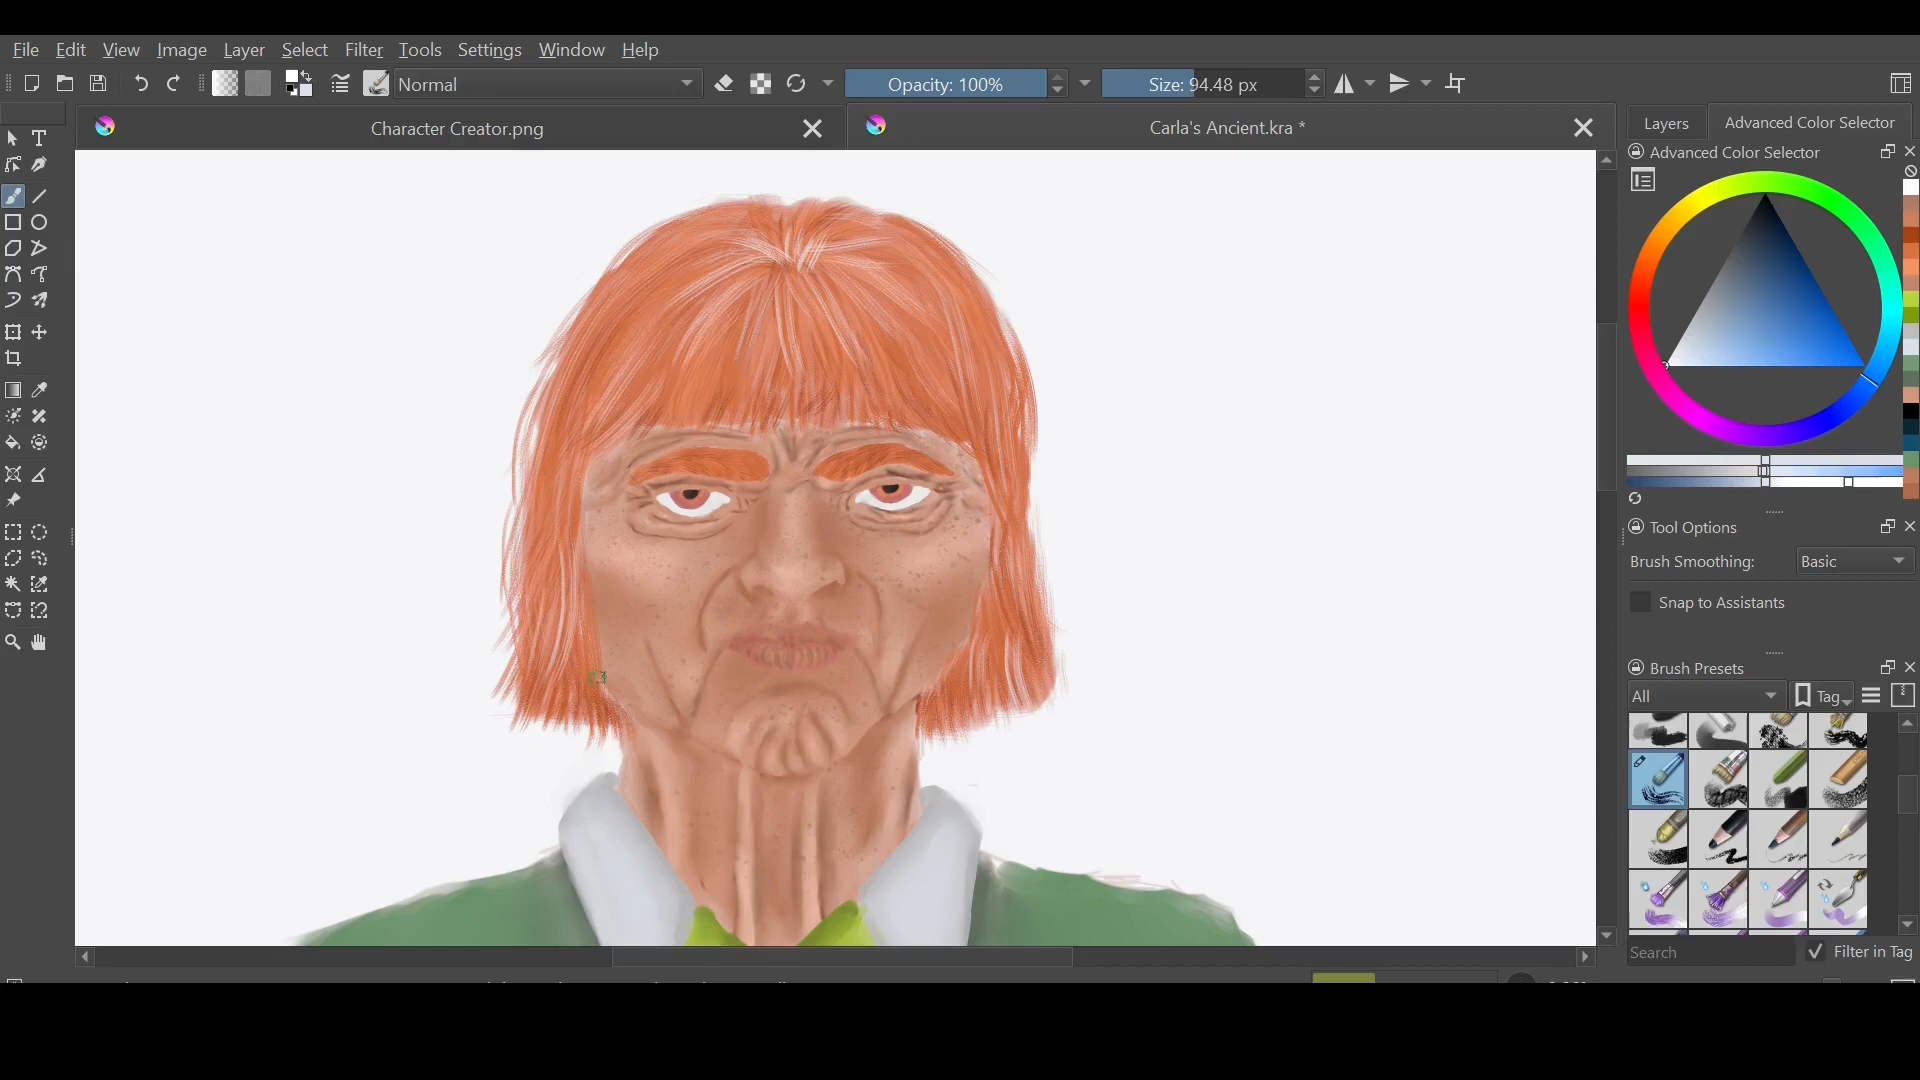 File Edit View Image Layer Select Filter Tools Settings Window Help
Normal
Opacity: 100%
Size: 94.48 px
Character Creator.png
Carla's Ancient.kra *
Layers
Advanced Color Selector
Advanced Color Selector
Tool Options
Brush Smoothing:
Basic
Snap to Assistants
Brush Presets
All
Tag
Search
Filter in Tag